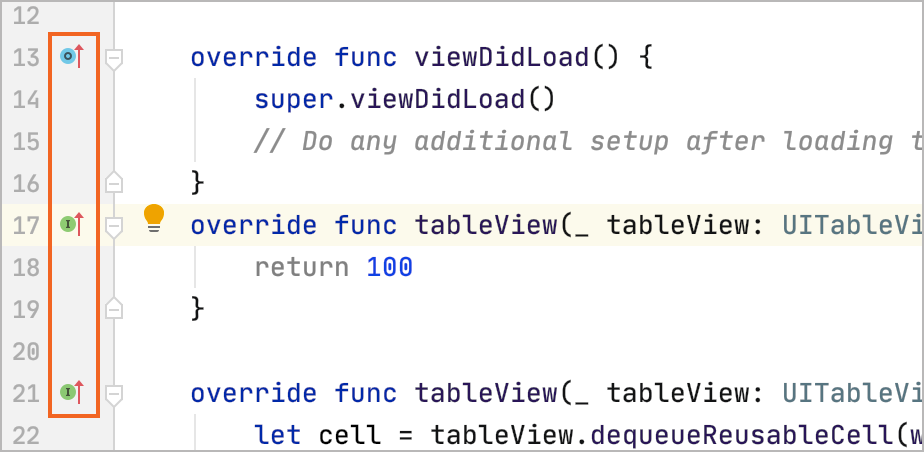 12
13 override func viewDidLoad() {
14 super.viewDidLoad()
15 // Do any additional setup after loading t
16 }
17 override func tableView(_ tableView: UITableVi
18 return 100
19 }
20
21 override func tableView(_ tableView: UITableVi
22 let cell = tableView.dequeueReusableCell(w